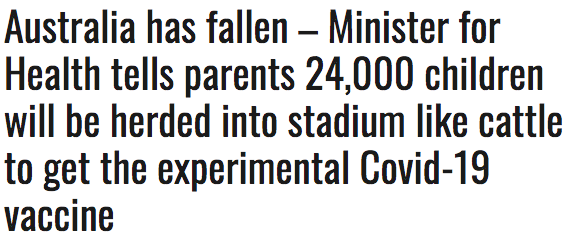 Australia has fallen – Minister for
Health tells parents 24,000 children
will be herded into stadium like cattle
to get the experimental Covid-19
vaccine